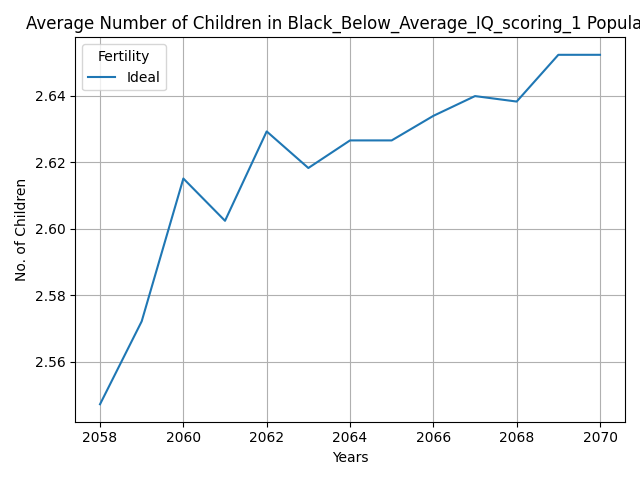 Average Number of Children in Black_Below_Average_IQ_scoring_1 Popula
Fertility
Ideal
2.64
2.62
2.60
2.58
2.56
No. of Children
2058 2060 2062 2064 2066 2068 2070
Years